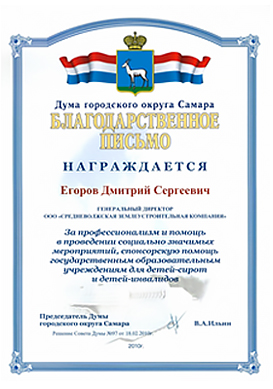 Дума городского округа Самара
БЛАГОДАРСТВЕННОЕ
ПИСЬМО
НАГРАЖДАЕТСЯ
Егоров Дмитрий Сергеевич
ГЕНЕРАЛЬНЫЙ ДИРЕКТОР
ООО «СРЕДНЕВОЛЖСКАЯ ЗЕМЛЕУСТРОИТЕЛЬНАЯ КОМПАНИЯ»
За профессионализм и помощь
в проведении социально значимых
мероприятий, спонсорскую помощь
государственным образовательным
учреждениям для детей-сирот
и детей-инвалидов
Председатель Думы
городского округа Самара В.А.Ильин
Решение Совета Думы №97 от 18.02.2010г.
2010г.